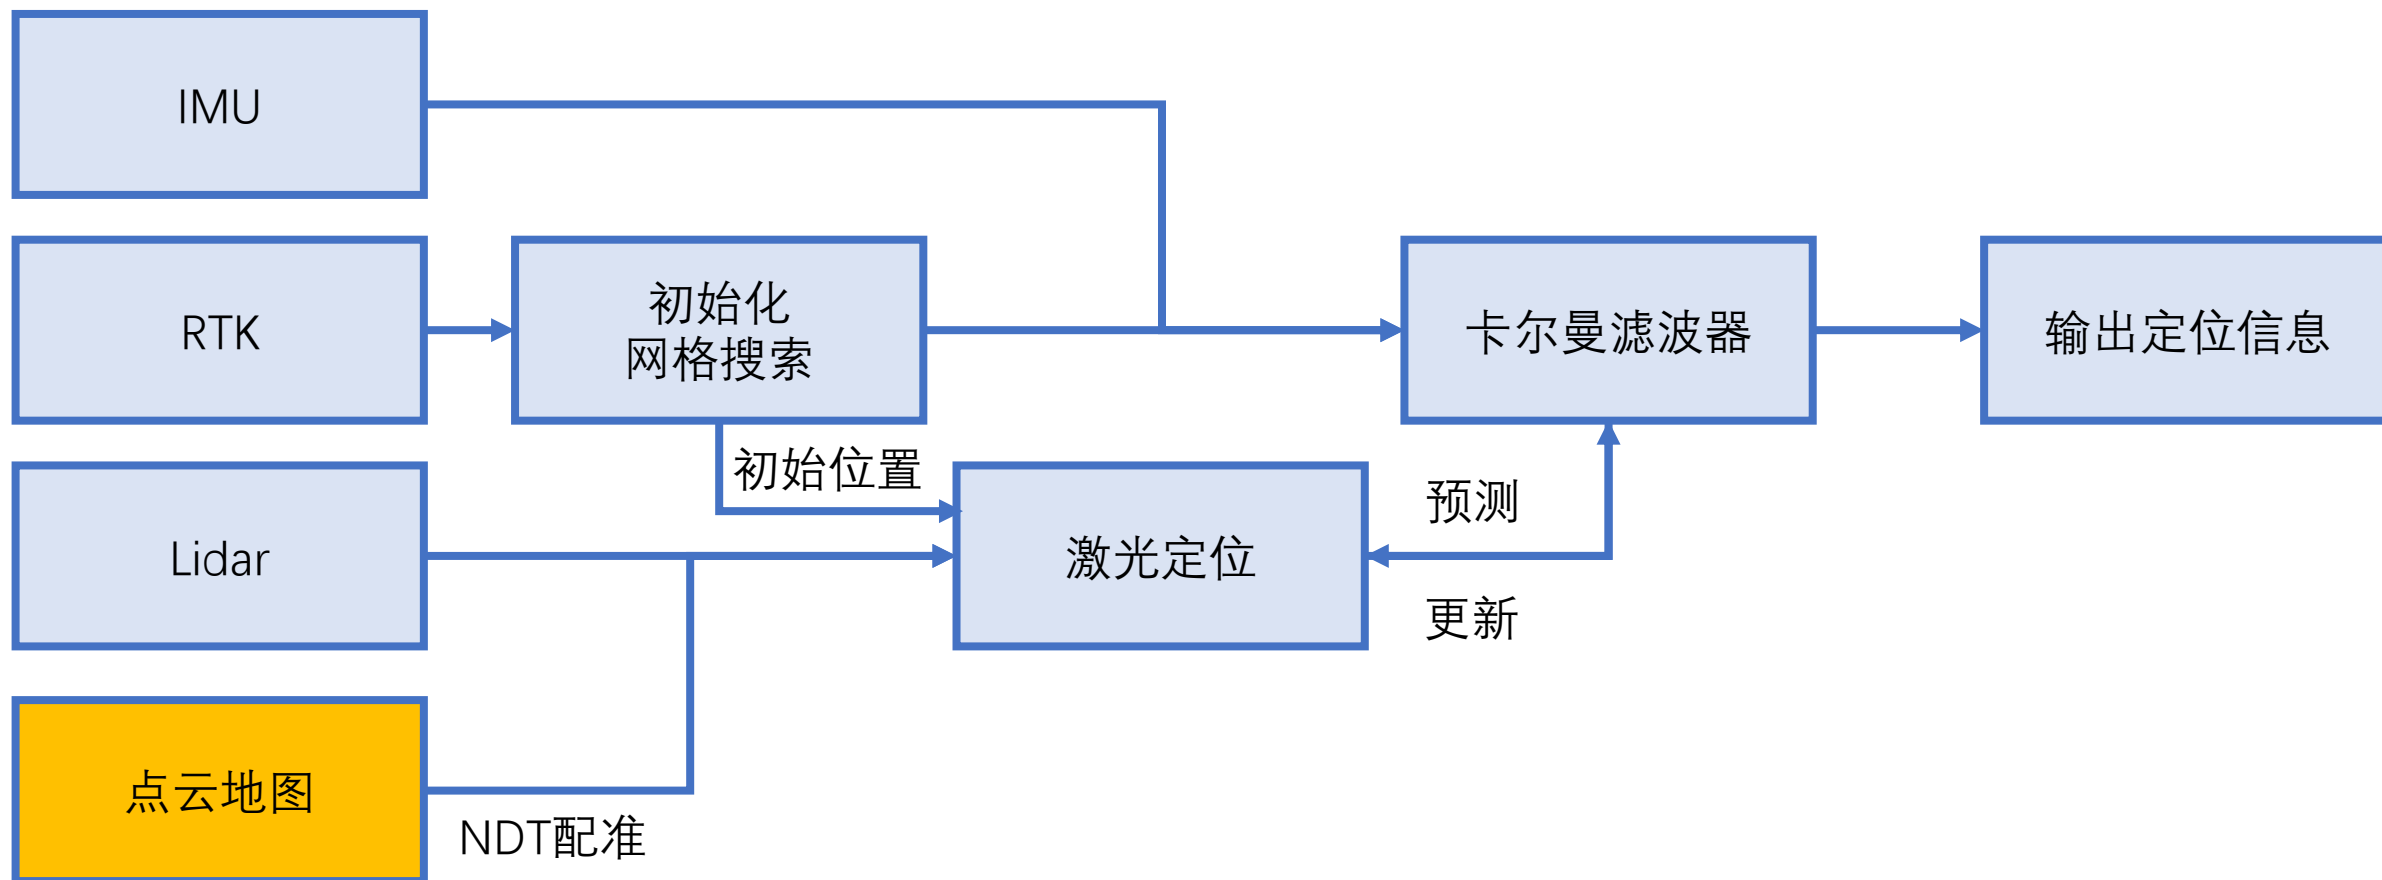 IMU
RTK
初始化
网格搜索
卡尔曼滤波器
输出定位信息
初始位置
预测
Lidar
激光定位
更新
点云地图
NDT配准